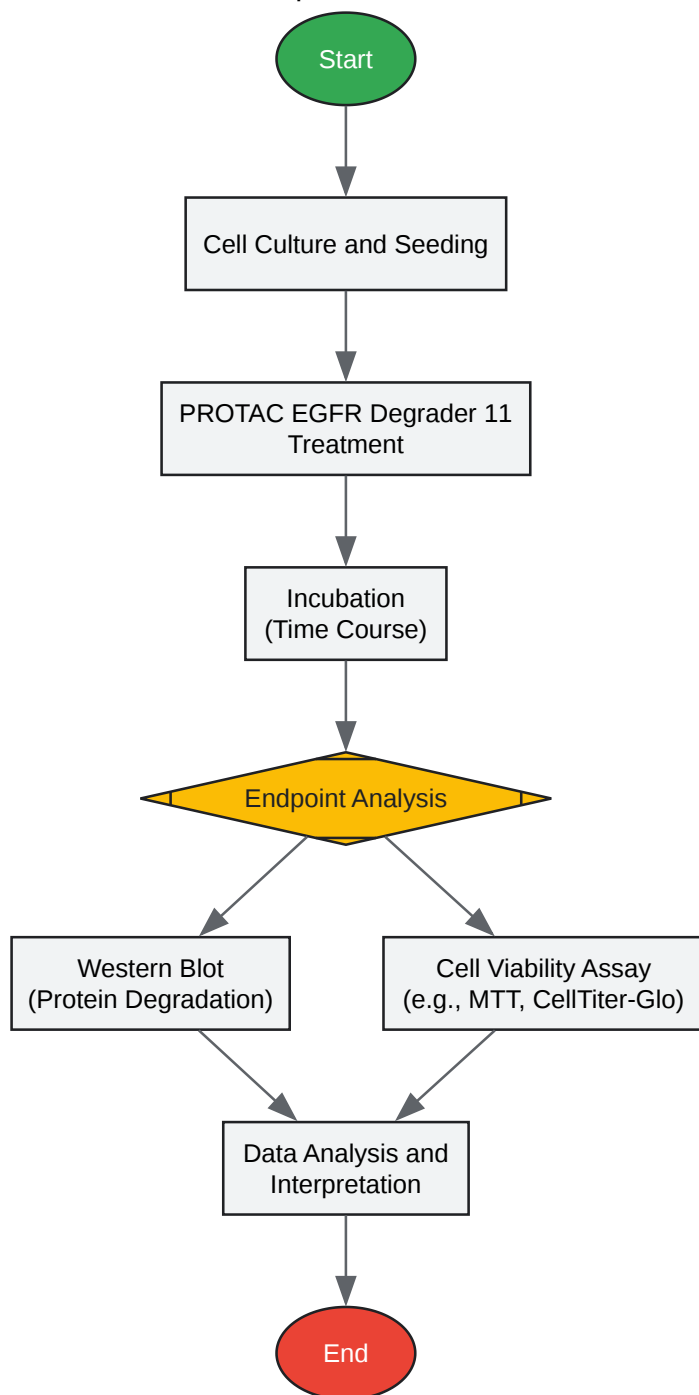 Start
Cell Culture and Seeding
PROTAC EGFR Degrader 11
Treatment
Incubation
(Time Course)
Endpoint Analysis
Western Blot
(Protein Degradation)
Cell Viability Assay
(e.g., MTT, CellTiter-Glo)
Data Analysis and
Interpretation
End